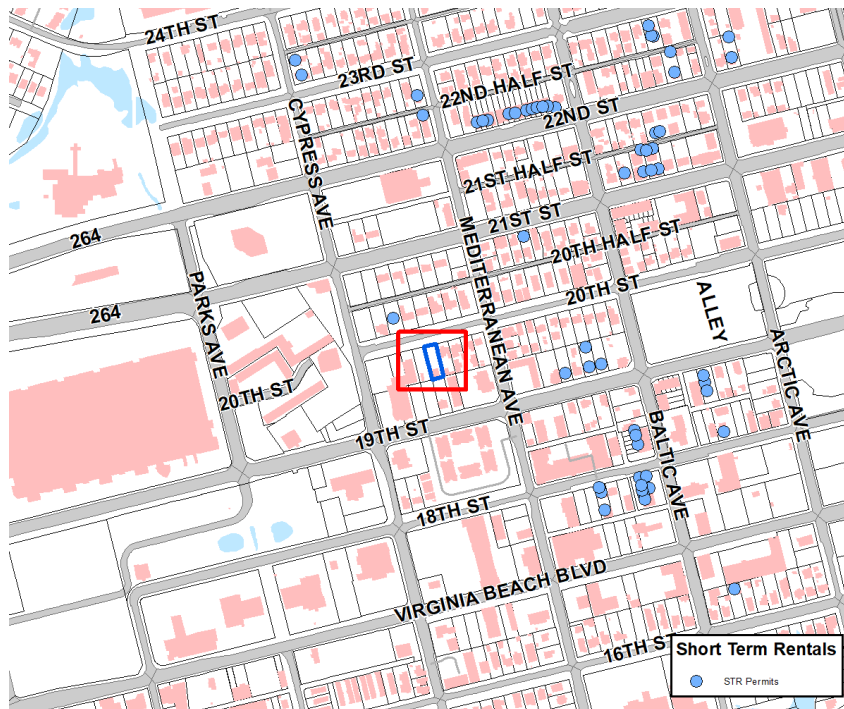 24TH ST
23RD ST
22ND HALF ST
22ND ST
CYPRESS AVE
21ST HALF ST
21ST ST
MEDITERRANEAN AVE
20TH HALF ST
264
264
PARKS AVE
20TH ST
ALLEY
ARCTIC AVE
20TH ST
19TH ST
BALTIC AVE
18TH ST
VIRGINIA BEACH BLVD
16TH ST
Short Term Rentals
STR Permits